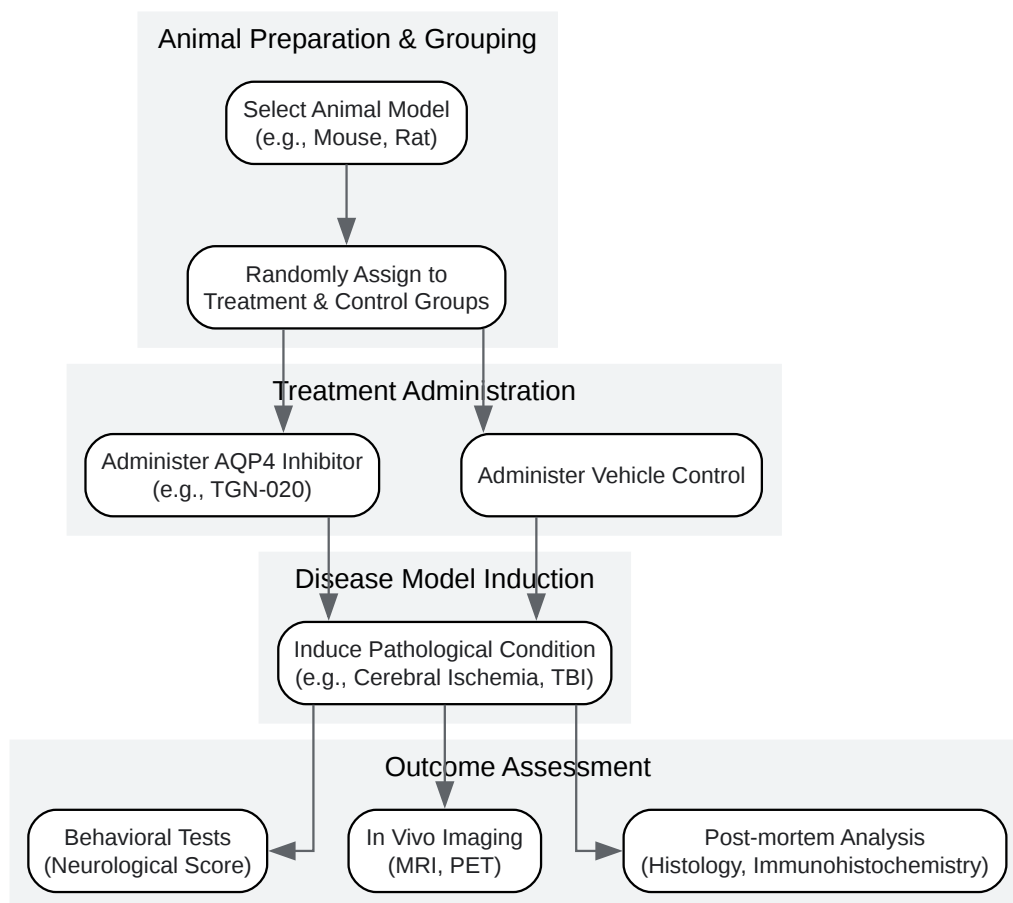 Animal Preparation & Grouping
Select Animal Model
(e.g., Mouse, Rat)
Randomly Assign to
Treatment & Control Groups
Treatment Administration
Administer AQP4 Inhibitor
(e.g., TGN-020)
Administer Vehicle Control
Disease Model Induction
Induce Pathological Condition
(e.g., Cerebral Ischemia, TBI)
Outcome Assessment
Behavioral Tests
(Neurological Score)
In Vivo Imaging
(MRI, PET)
Post-mortem Analysis
(Histology, Immunohistochemistry)